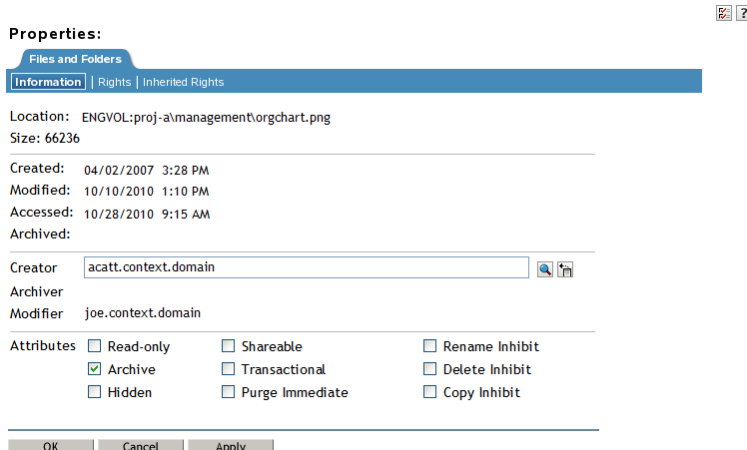 ?
Properties:
Files and Folders
Information | Rights | Inherited Rights
Location: ENGVOL:proj-a\management\orgchart.png
Size: 66236
Created: 04/02/2007 3:28 PM
Modified: 10/10/2010 1:10 PM
Accessed: 10/28/2010 9:15 AM
Archived:
Creator acatt.context.domain
Archiver
Modifier joe.context.domain
Attributes Read-only Shareable Rename Inhibit
Archive Transactional Delete Inhibit
Hidden Purge Immediate Copy Inhibit
OK Cancel Apply